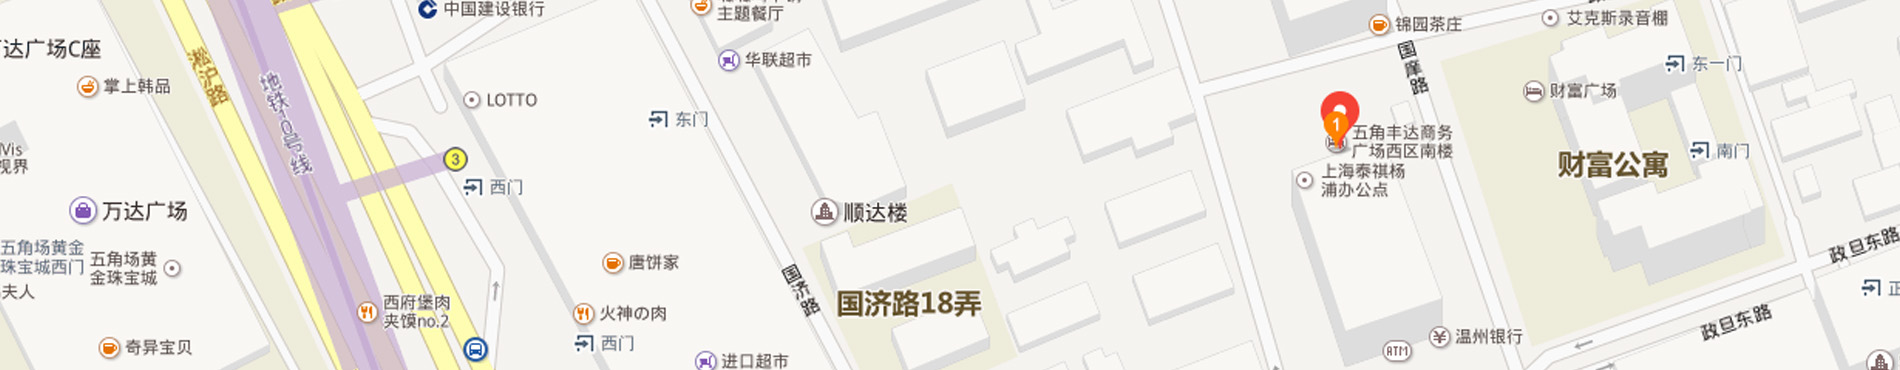 中国建设银行
主题餐厅
锦园茶庄
艾克斯录音棚
达广场C座
淞沪路
华联超市
国庠路
东一门
掌上韩品
地铁10号线
LOTTO
财富广场
东门
1
五角丰达商务
广场西区南楼
Vis
视界
3
西门
上海泰祺杨
浦办公点
财富公寓
南门
万达广场
顺达楼
五角场黄金
珠宝城西门
五角场黄
金珠宝城
夫人
唐饼家
国济路
政旦东路
西府堡肉
夹馍no.2
火神の肉
国济路18弄
正
政旦东路
奇异宝贝
西门
进口超市
ATM
温州银行